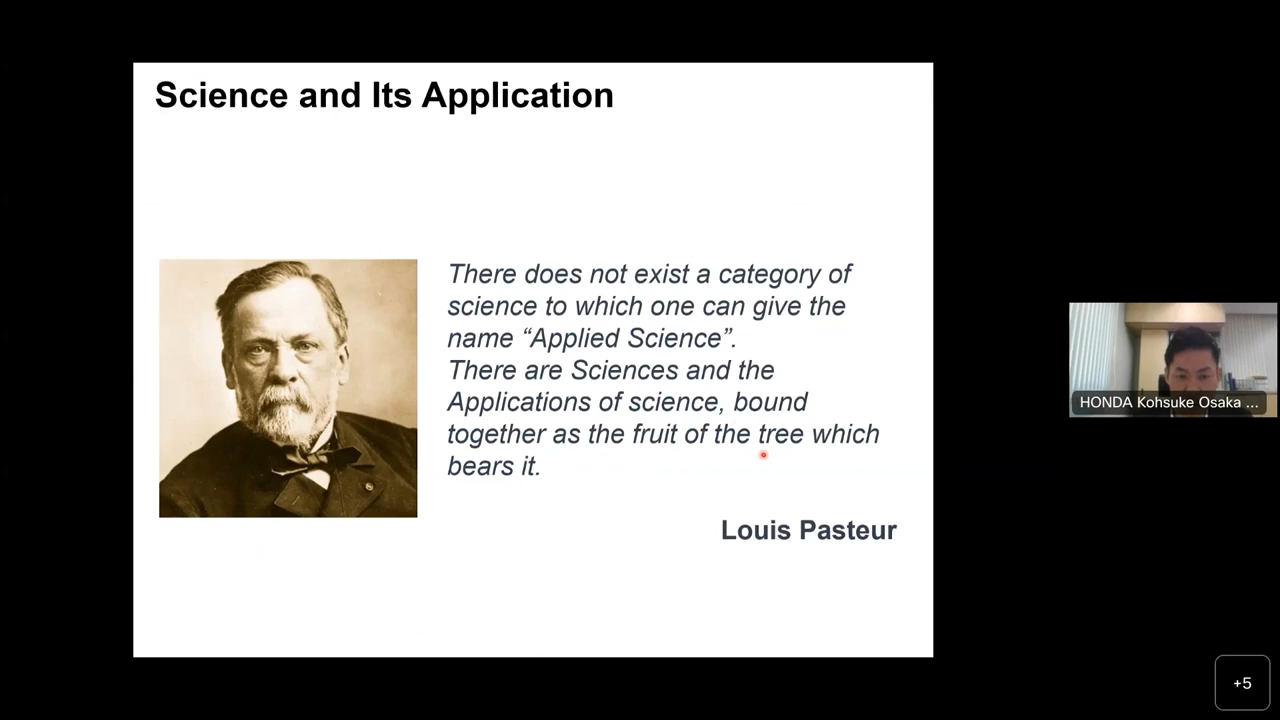 Science and Its Application
There does not exist a category of
science to which one can give the
name “Applied Science”.
There are Sciences and the
Applications of science, bound
together as the fruit of the tree which
bears it.
Louis Pasteur
HONDA Kohsuke Osaka ...
+5